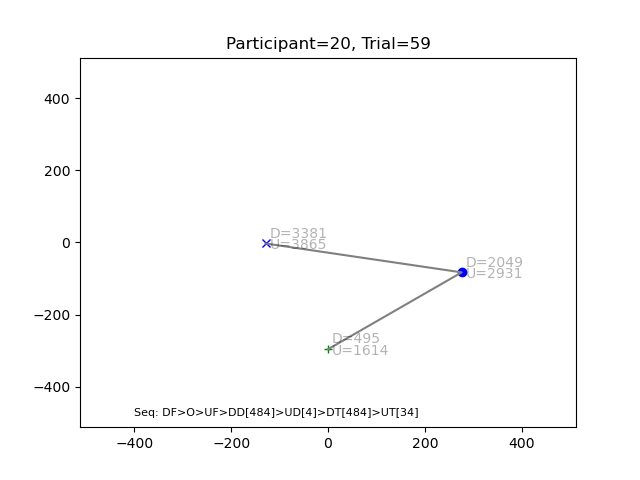 Participant=20, Trial=59
400
200
0
−200
−400
D=3381
U=3865
D=2049
U=2931
D=495
U=1614
Seq: DF>O>UF>DD[484]>UD[4]>DT[484]>UT[34]
−400 −200 0 200 400